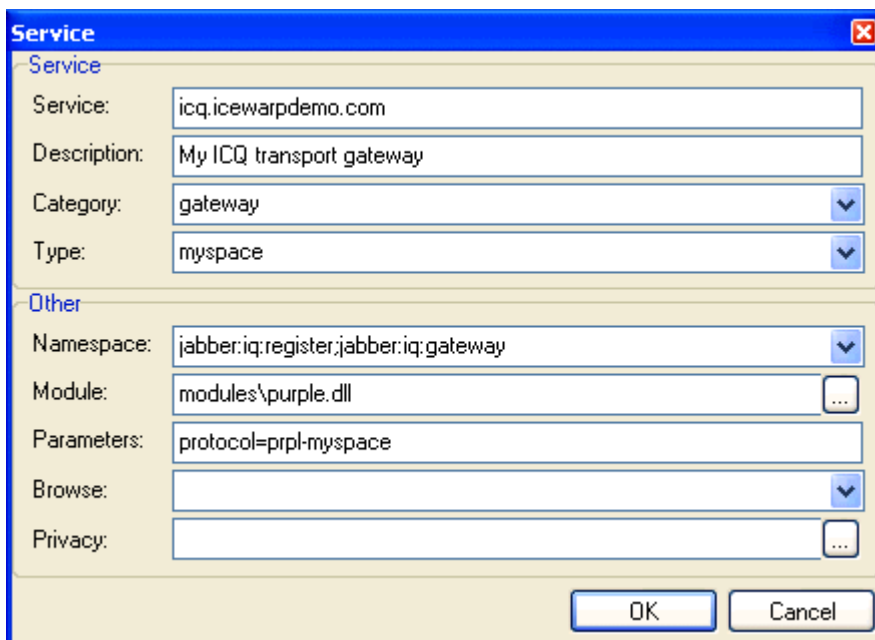 Service
Service
Service: icq.icewarpdemo.com
Description: My ICQ transport gateway
Category: gateway
Type: myspace
Other
Namespace: jabber:iq:register;jabber:iq:gateway
Module: modules\purple.dll ...
Parameters: protocol=prpl-myspace
Browse:
Privacy: ...
OK Cancel